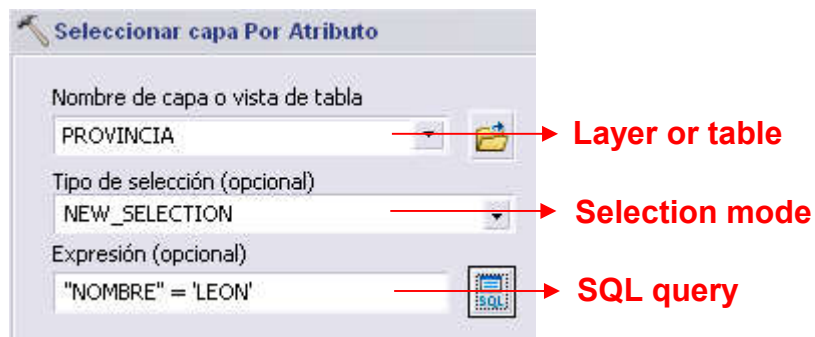 Seleccionar capa Por Atributo
Nombre de capa o vista de tabla
PROVINCIA
Layer or table
Tipo de selección (opcional)
NEW_SELECTION
Selection mode
Expresión (opcional)
"NOMBRE" = 'LEON'
SQL
SQL query